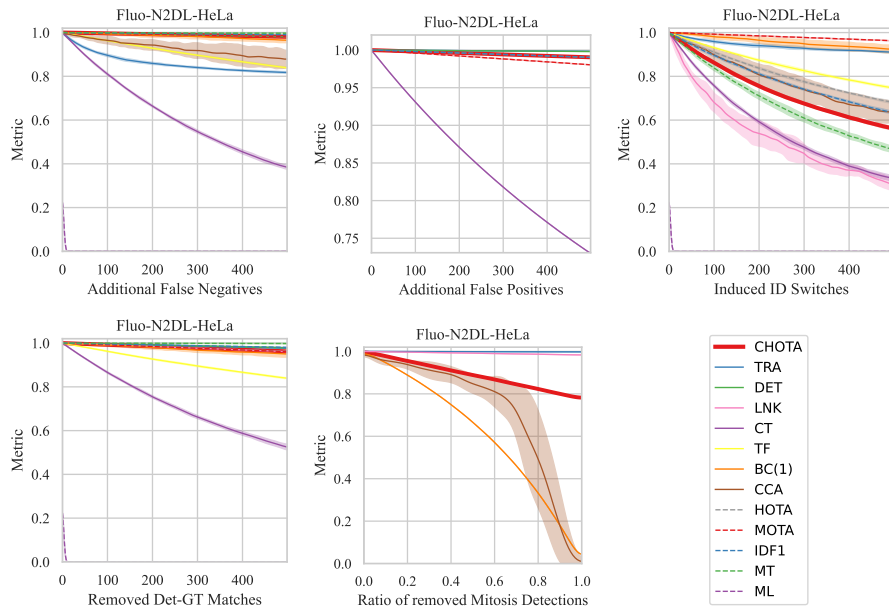 Fluo-N2DL-HeLa
1.0
0.8
0.6
0.4
0.2
0.0
Metric
0 100 200 300 400
Additional False Negatives
Fluo-N2DL-HeLa
1.00
0.95
0.90
0.85
0.80
0.75
Metric
0 100 200 300 400
Additional False Positives
Fluo-N2DL-HeLa
1.0
0.8
0.6
0.4
0.2
0.0
Metric
0 100 200 300 400
Induced ID Switches
Fluo-N2DL-HeLa
1.0
0.8
0.6
0.4
0.2
0.0
Metric
0 100 200 300 400
Removed Det-GT Matches
Fluo-N2DL-HeLa
1.0
0.8
0.6
0.4
0.2
0.0
Metric
0.0 0.2 0.4 0.6 0.8 1.0
Ratio of removed Mitosis Detections
CHOTA
TRA
DET
LNK
CT
TF
BC(1)
CCA
HOTA
MOTA
IDF1
MT
ML